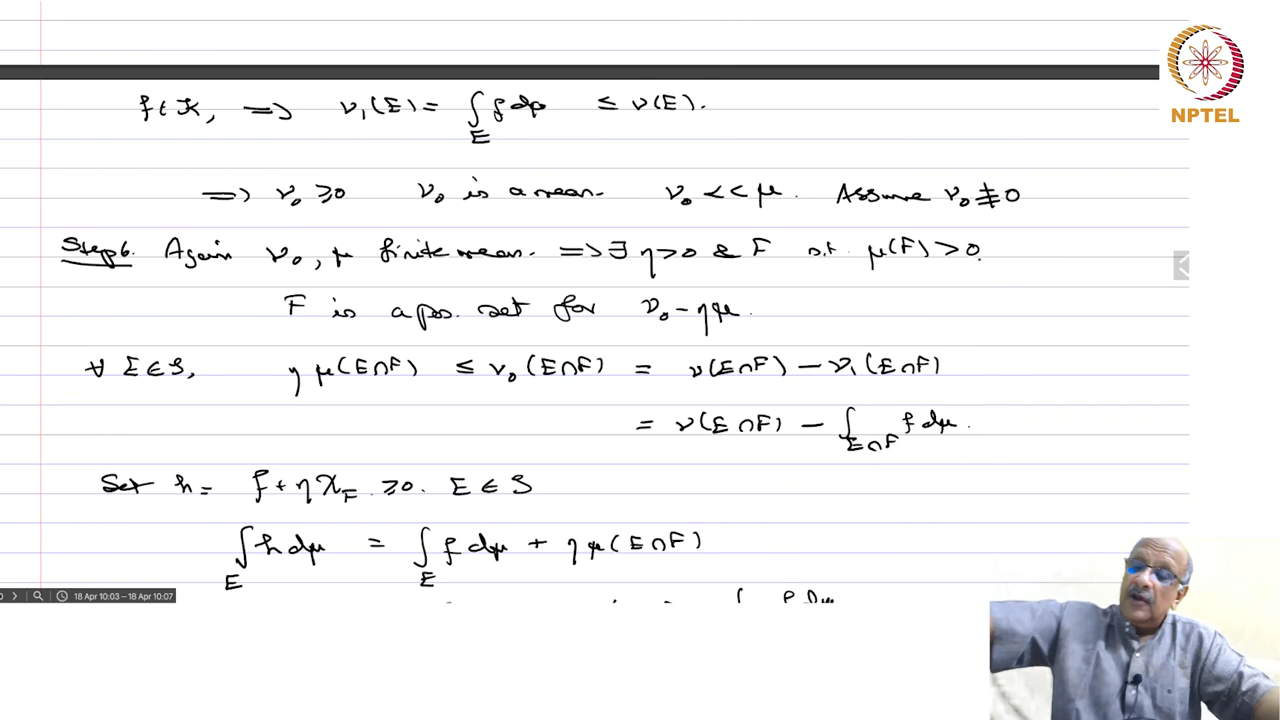 NPTEL
f ∈ K, ⟹ ν₁(E) = ∫_E f dμ ≤ ν(E).
⟹ ν₀ ≥ 0 ν₀ is a meas. ν₀ << μ. Assume ν₀ ≢ 0
Step 6. Again ν₀, μ finite meas. ⟹ ∃ η>0 & F s.t. μ(F)>0.
F is a pos. set for ν₀ - ημ.
∀ E ∈ S, η μ(E∩F) ≤ ν₀(E∩F) = ν(E∩F) - ν₁(E∩F)
= ν(E∩F) - ∫_{E∩F} f dμ.
Set h = f + η χ_F ≥ 0. E ∈ S
∫_E h dμ = ∫_E f dμ + η μ(E∩F)
18 Apr 10:03 – 18 Apr 10:07